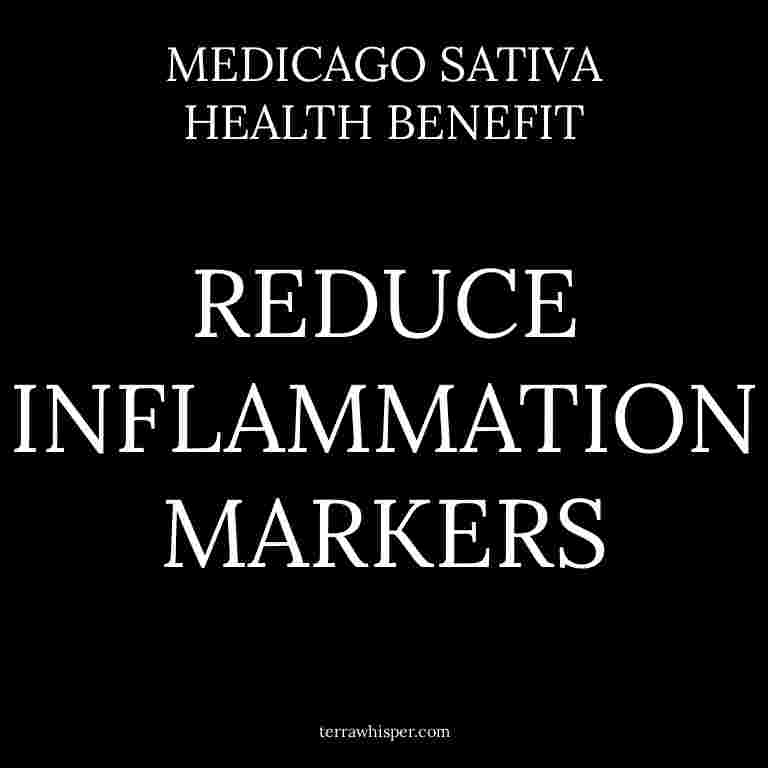 MEDICAGO SATIVA
HEALTH BENEFIT
REDUCE
INFLAMMATION
MARKERS
terrawhisper.com